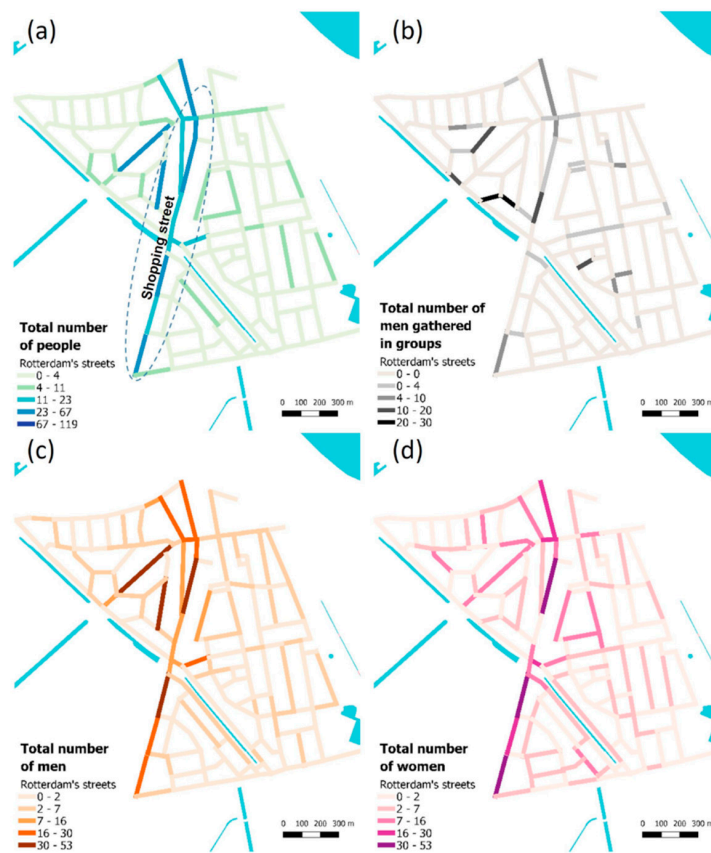 (a)
Shopping street
Total number
of people
Rotterdam's streets
0 - 4
4 - 11
11 - 23
23 - 67
67 - 119
0 100 200 300 m
(b)
Total number of
men gathered
in groups
Rotterdam's streets
0 - 0
0 - 4
4 - 10
10 - 20
20 - 30
0 100 200 300 m
(c)
Total number
of men
Rotterdam's streets
0 - 2
2 - 7
7 - 16
16 - 30
30 - 53
0 100 200 300 m
(d)
Total number
of women
Rotterdam's streets
0 - 2
2 - 7
7 - 16
16 - 30
30 - 53
0 100 200 300 m